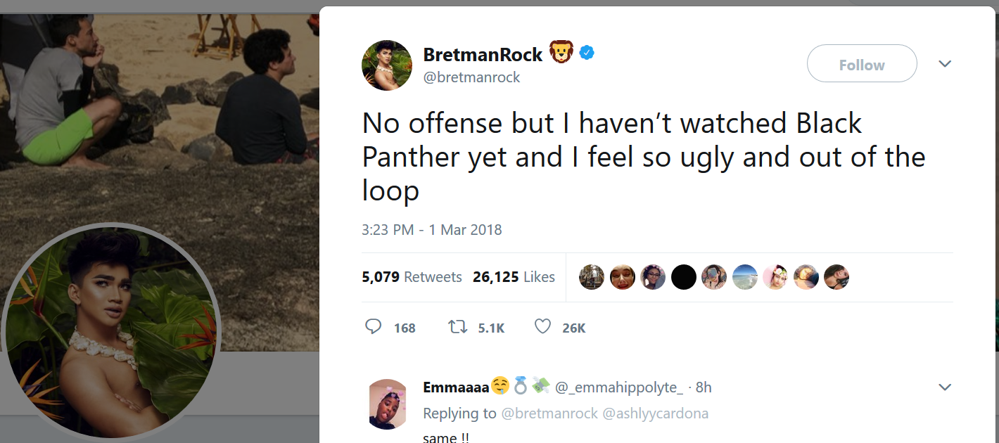 BretmanRock 🦁
@bretmanrock
Follow
No offense but I haven’t watched Black
Panther yet and I feel so ugly and out of the
loop
3:23 PM - 1 Mar 2018
5,079 Retweets 26,125 Likes
168 5.1K 26K
Emmaaaa🤤💍💸 @_emmahippolyte_ · 8h
Replying to @bretmanrock @ashlyycardona
same !!